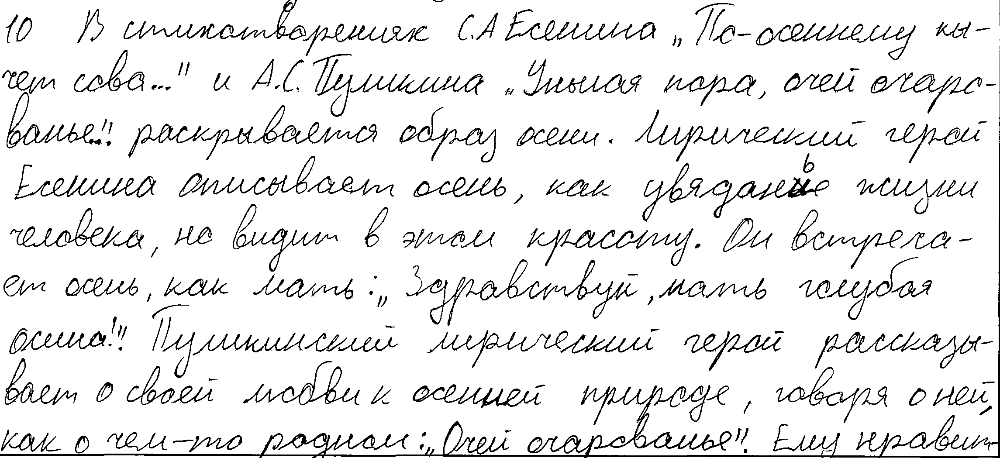 10 В стихотворениях С.А Есенина „По-осеннему кы-
чет сова..." и А.С. Пушкина „Унылая пора, очей очаро-
ванье..." раскрывается образ осени. Лирический герой
Есенина описывает осень, как увяданье жизни
человека, но видит в этом красоту. Он встреча-
ет осень, как мать: „Здравствуй, мать голубая
осина!". Пушкинский лирический герой рассказы-
вает о своей любви к осенней природе, говоря о ней,
как о чем-то родном: „Очей очарованье". Ему нравит-